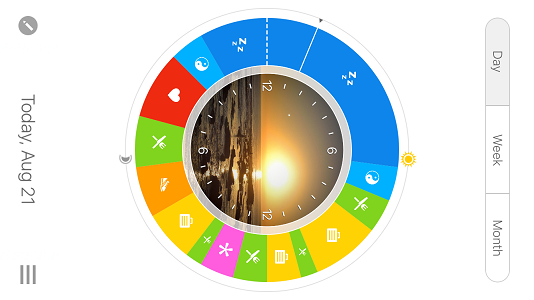 Day Week Month
z z z
z z z
6
12 12
6
Today, Aug 21